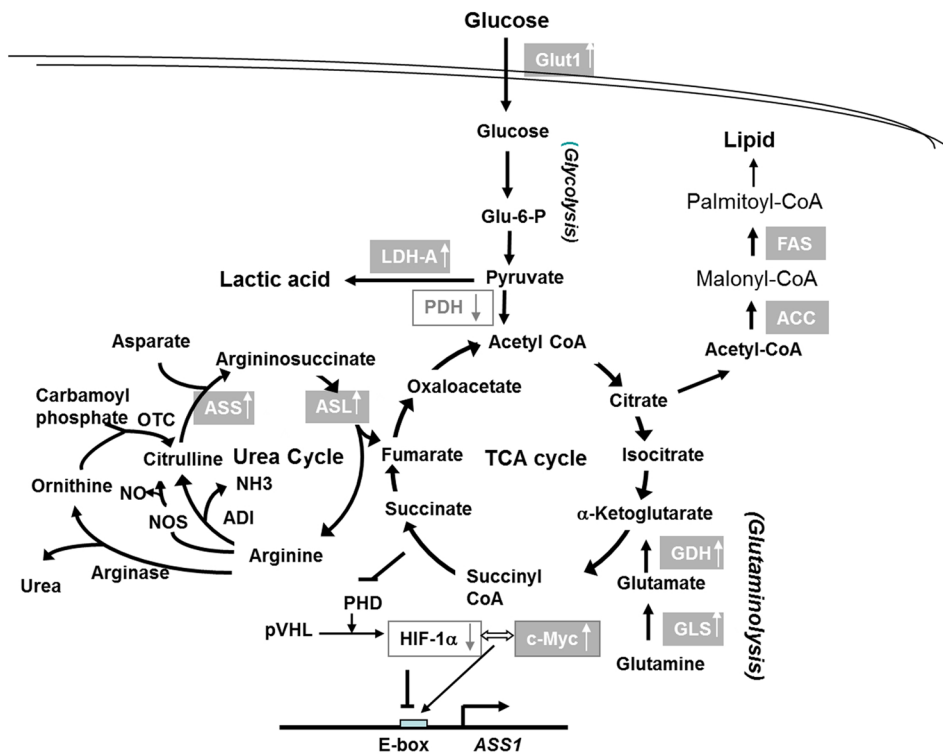 Glucose
Glut1↑
Glucose
(Glycolysis)
Lipid
Palmitoyl-CoA
Glu-6-P
FAS
LDH-A↑
Lactic acid
Pyruvate
Malonyl-CoA
PDH↓
ACC
Asparate
Acetyl CoA
Acetyl-CoA
Argininosuccinate
Oxaloacetate
Carbamoyl
phosphate
OTC
ASS↑
ASL↑
Citrate
Citrulline
Urea Cycle
Fumarate
TCA cycle
Isocitrate
Ornithine
NO
NH3
NOS
ADI
Succinate
α-Ketoglutarate
(Glutaminolysis)
Arginine
GDH↑
Urea
Arginase
Succinyl
CoA
Glutamate
PHD
pVHL
HIF-1α↓
c-Myc↑
GLS↑
Glutamine
E-box
ASS1